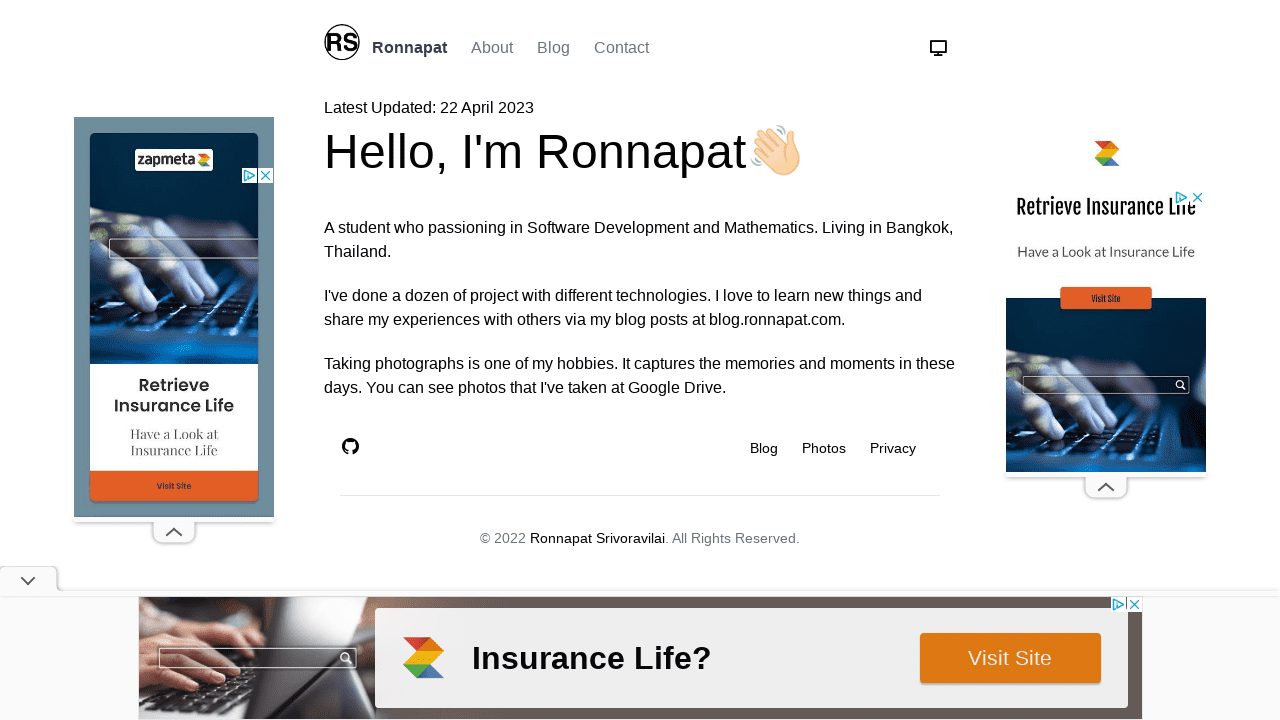 RS Ronnapat About Blog Contact
Latest Updated: 22 April 2023
Hello, I'm Ronnapat
A student who passioning in Software Development and Mathematics. Living in Bangkok,
Thailand.
I've done a dozen of project with different technologies. I love to learn new things and
share my experiences with others via my blog posts at blog.ronnapat.com.
Taking photographs is one of my hobbies. It captures the memories and moments in these
days. You can see photos that I've taken at Google Drive.
Blog Photos Privacy
© 2022 Ronnapat Srivoravilai. All Rights Reserved.
zapmeta
Retrieve
Insurance Life
Have a Look at
Insurance Life
Visit Site
Retrieve Insurance Life
Have a Look at Insurance Life
Visit Site
Insurance Life?
Visit Site